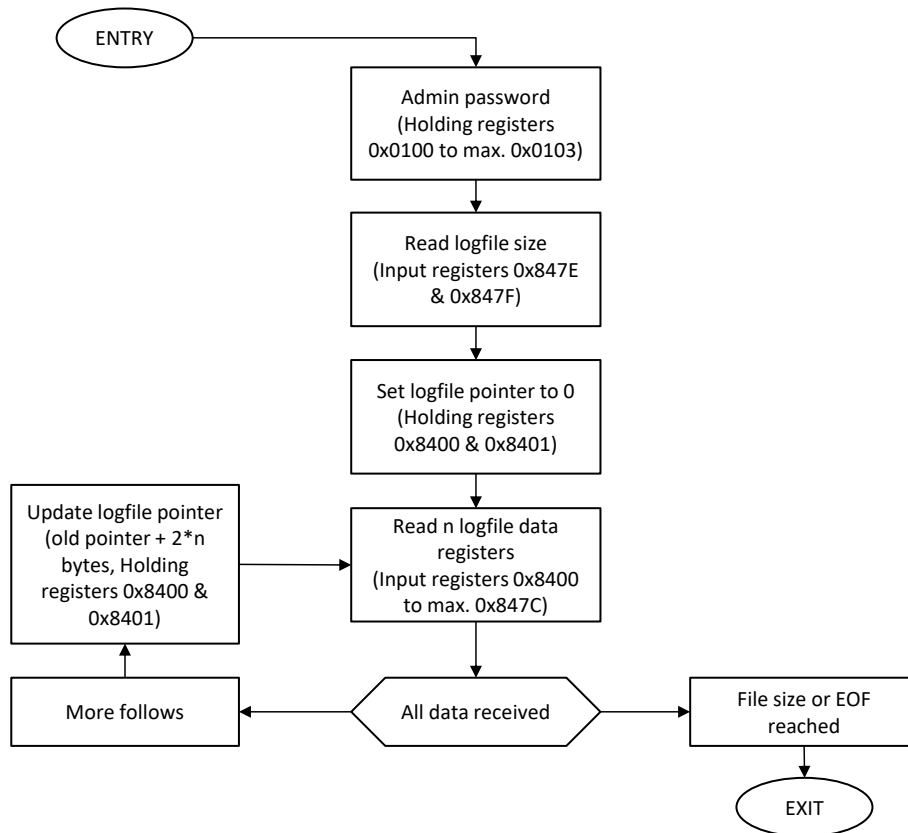 ENTRY
Admin password
(Holding registers
0x0100 to max. 0x0103)
Read logfile size
(Input registers 0x847E
& 0x847F)
Set logfile pointer to 0
(Holding registers
0x8400 & 0x8401)
Update logfile pointer
(old pointer + 2*n
bytes, Holding
registers 0x8400 &
0x8401)
Read n logfile data
registers
(Input registers 0x8400
to max. 0x847C)
More follows
All data received
File size or EOF
reached
EXIT